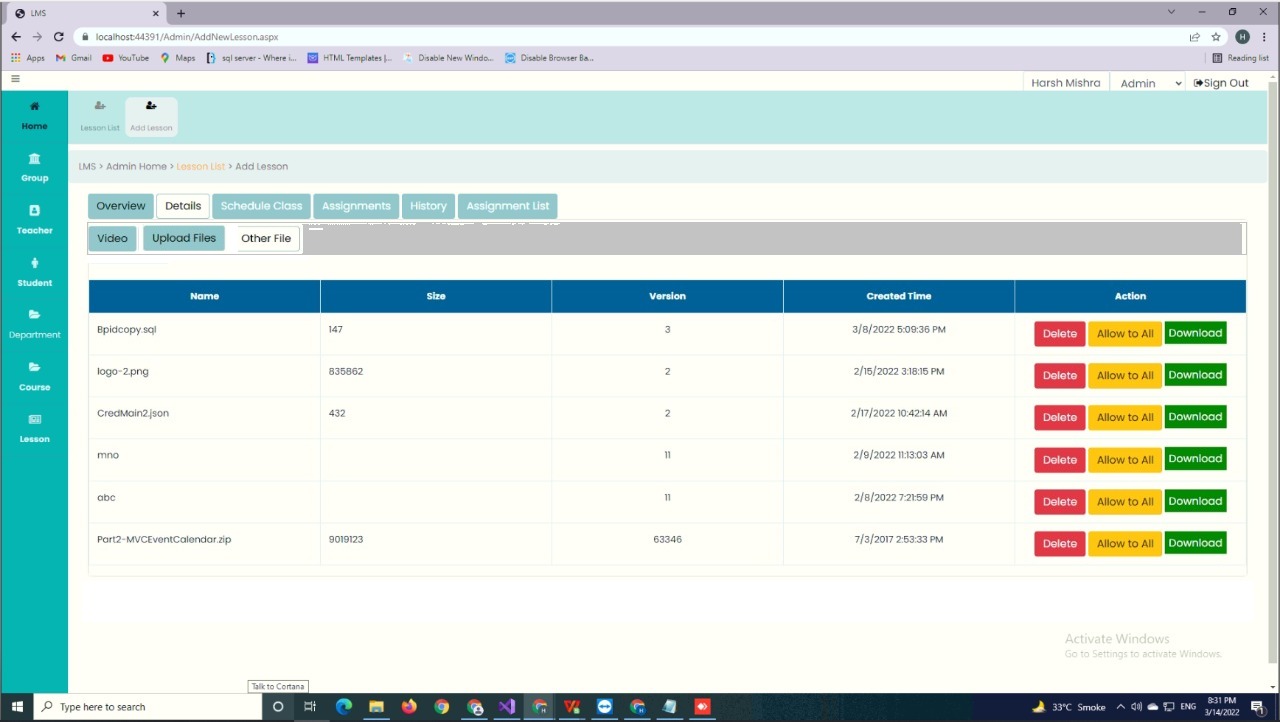 LMS
localhost:44391/Admin/AddNewLesson.aspx
H
Apps Gmail YouTube Maps sql server - Where i... HTML Templates |... Disable New Windo... Disable Browser Ba... Reading list
Harsh Mishra Admin Sign Out
Home
Lesson List Add Lesson
Group
LMS > Admin Home > Lesson List > Add Lesson
Teacher
Overview Details Schedule Class Assignments History Assignment List
Video Upload Files Other File
Student
Department
Course
Lesson
Name Size Version Created Time Action
Bpidcopy.sql 147 3 3/8/2022 5:09:36 PM Delete Allow to All Download
logo-2.png 835862 2 2/15/2022 3:18:15 PM Delete Allow to All Download
CredMain2.json 432 2 2/17/2022 10:42:14 AM Delete Allow to All Download
mno 11 2/9/2022 11:13:03 AM Delete Allow to All Download
abc 11 2/8/2022 7:21:59 PM Delete Allow to All Download
Part2-MVCEventCalendar.zip 9019123 63346 7/3/2017 2:53:33 PM Delete Allow to All Download
Activate Windows
Go to Settings to activate Windows.
Talk to Cortana
Type here to search
33°C Smoke ENG 8:31 PM
3/14/2022